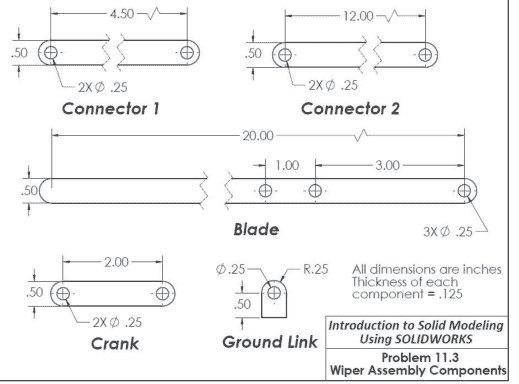 4.50
12.00
.50
.50
2X Ø .25
2X Ø .25
Connector 1
Connector 2
20.00
1.00
3.00
.50
Blade
3X Ø .25
2.00
Ø.25
R.25
.50
.50
2X Ø .25
Crank
Ground Link
All dimensions are inches
Thickness of each
component = .125
Introduction to Solid Modeling
Using SOLIDWORKS
Problem 11.3
Wiper Assembly Components